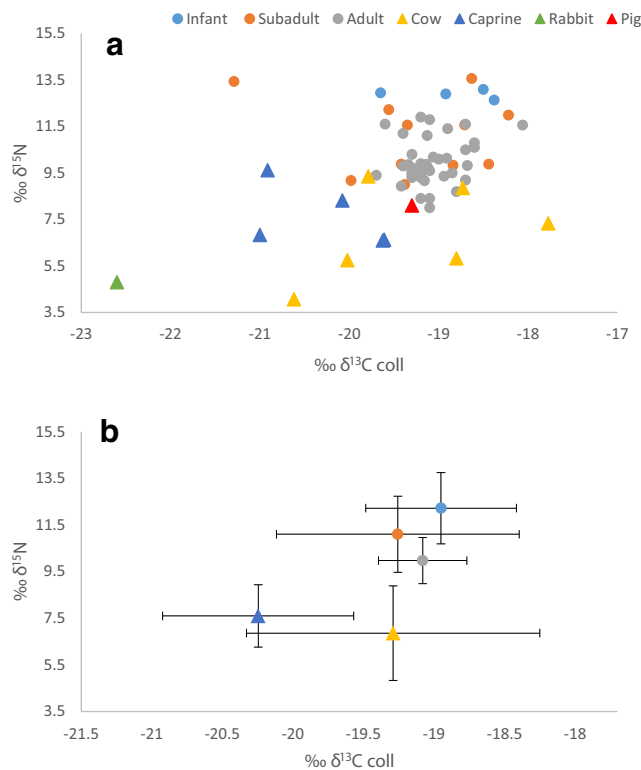 Infant Subadult Adult Cow Caprine Rabbit Pig
a
15.5
13.5
11.5
9.5
7.5
5.5
3.5
‰ δ¹⁵N
-23 -22 -21 -20 -19 -18 -17
‰ δ¹³C coll
b
15.5
13.5
11.5
9.5
7.5
5.5
3.5
‰ δ¹⁵N
-21.5 -21 -20.5 -20 -19.5 -19 -18.5 -18
‰ δ¹³C coll